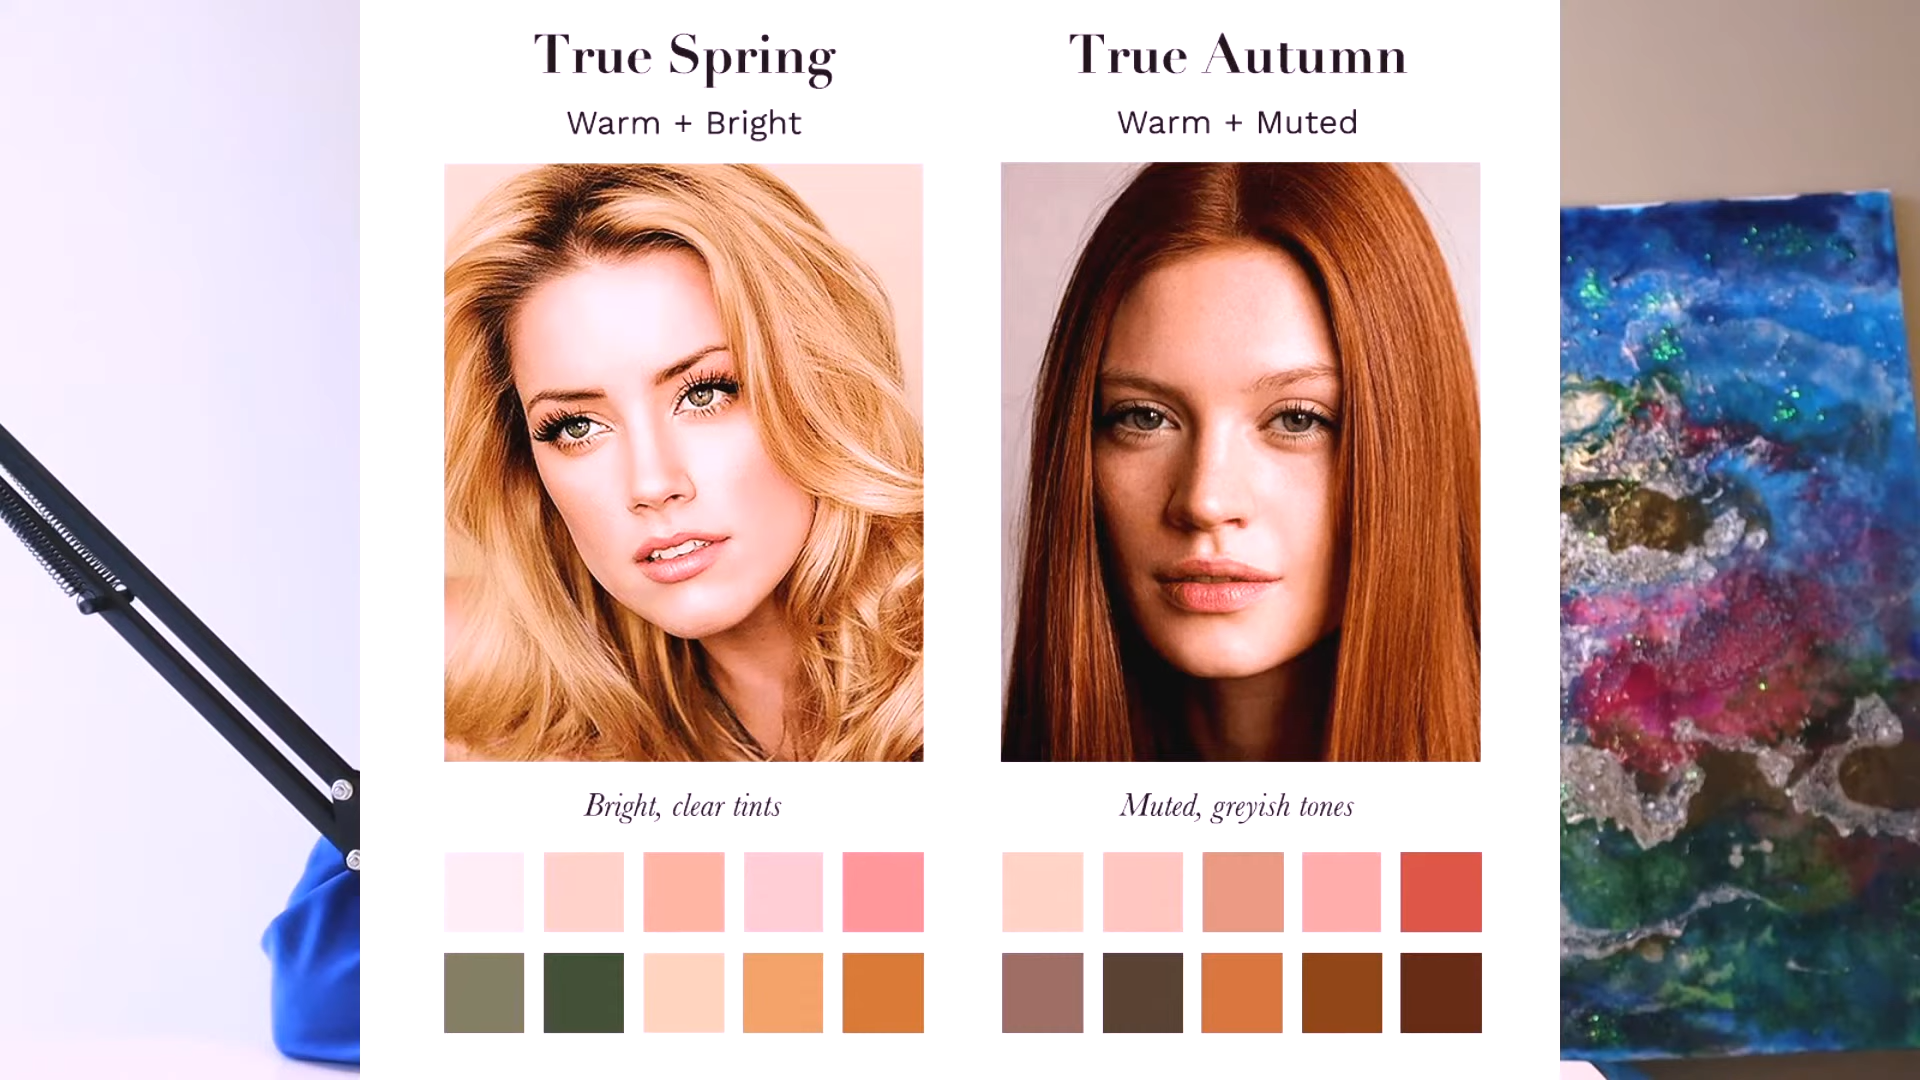 True Spring
Warm + Bright
Bright, clear tints
True Autumn
Warm + Muted
Muted, greyish tones